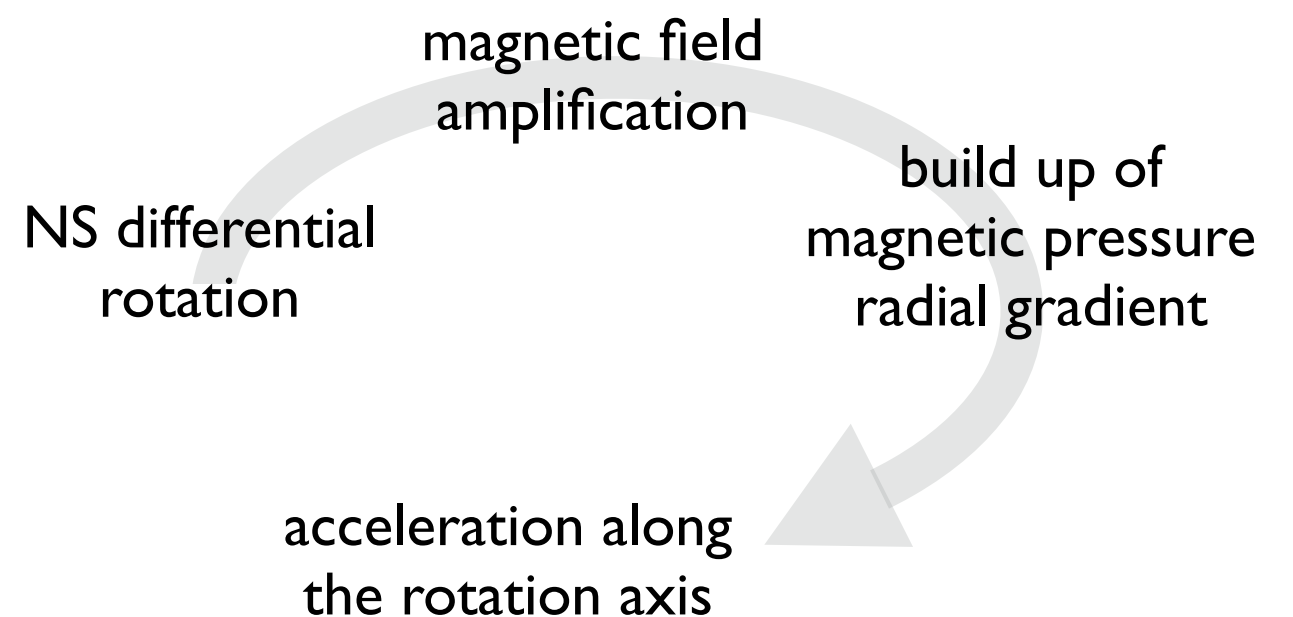 magnetic field
amplification
build up of
magnetic pressure
radial gradient
NS differential
rotation
acceleration along
the rotation axis